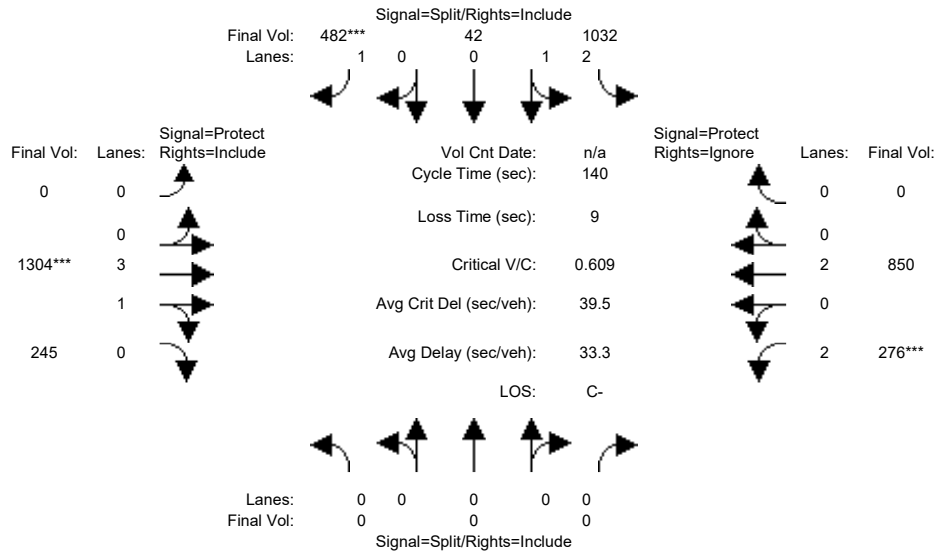 Signal=Split/Rights=Include
Final Vol: 482*** 42 1032
Lanes: 1 0 0 1 2
Signal=Protect Signal=Protect
Final Vol: Lanes: Rights=Include Vol Cnt Date: n/a Rights=Ignore Lanes: Final Vol:
Cycle Time (sec): 140
0 0 0 0
Loss Time (sec): 9
0 0
1304*** 3 Critical V/C: 0.609 2 850
1 Avg Crit Del (sec/veh): 39.5 0
245 0 Avg Delay (sec/veh): 33.3 2 276***
LOS: C-
Lanes: 0 0 0 0 0
Final Vol: 0 0 0
Signal=Split/Rights=Include